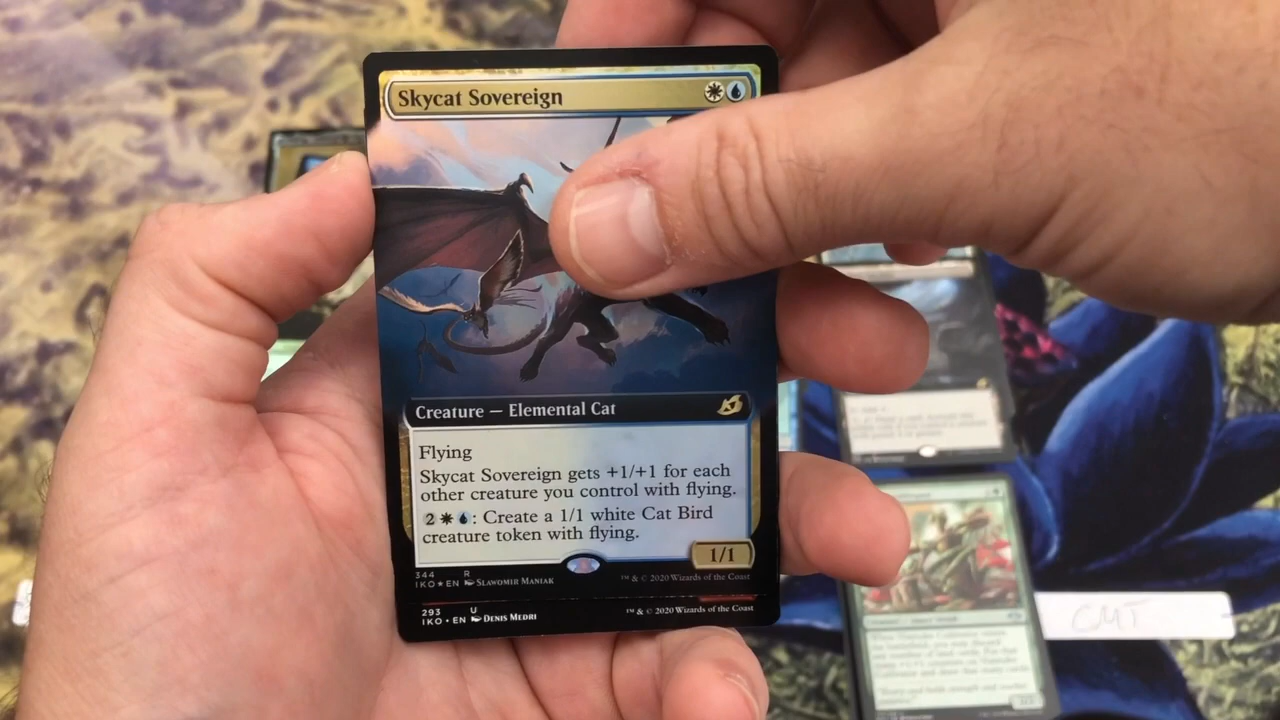 Skycat Sovereign
Creature — Elemental Cat
Flying
Skycat Sovereign gets +1/+1 for each
other creature you control with flying.
2 : Create a 1/1 white Cat Bird
creature token with flying.
1/1
344 R
IKO★EN Slawomir Maniak ™ & © 2020 Wizards of the Coast
293 U
IKO•EN Denis Medri ™ & © 2020 Wizards of the Coast
CMT